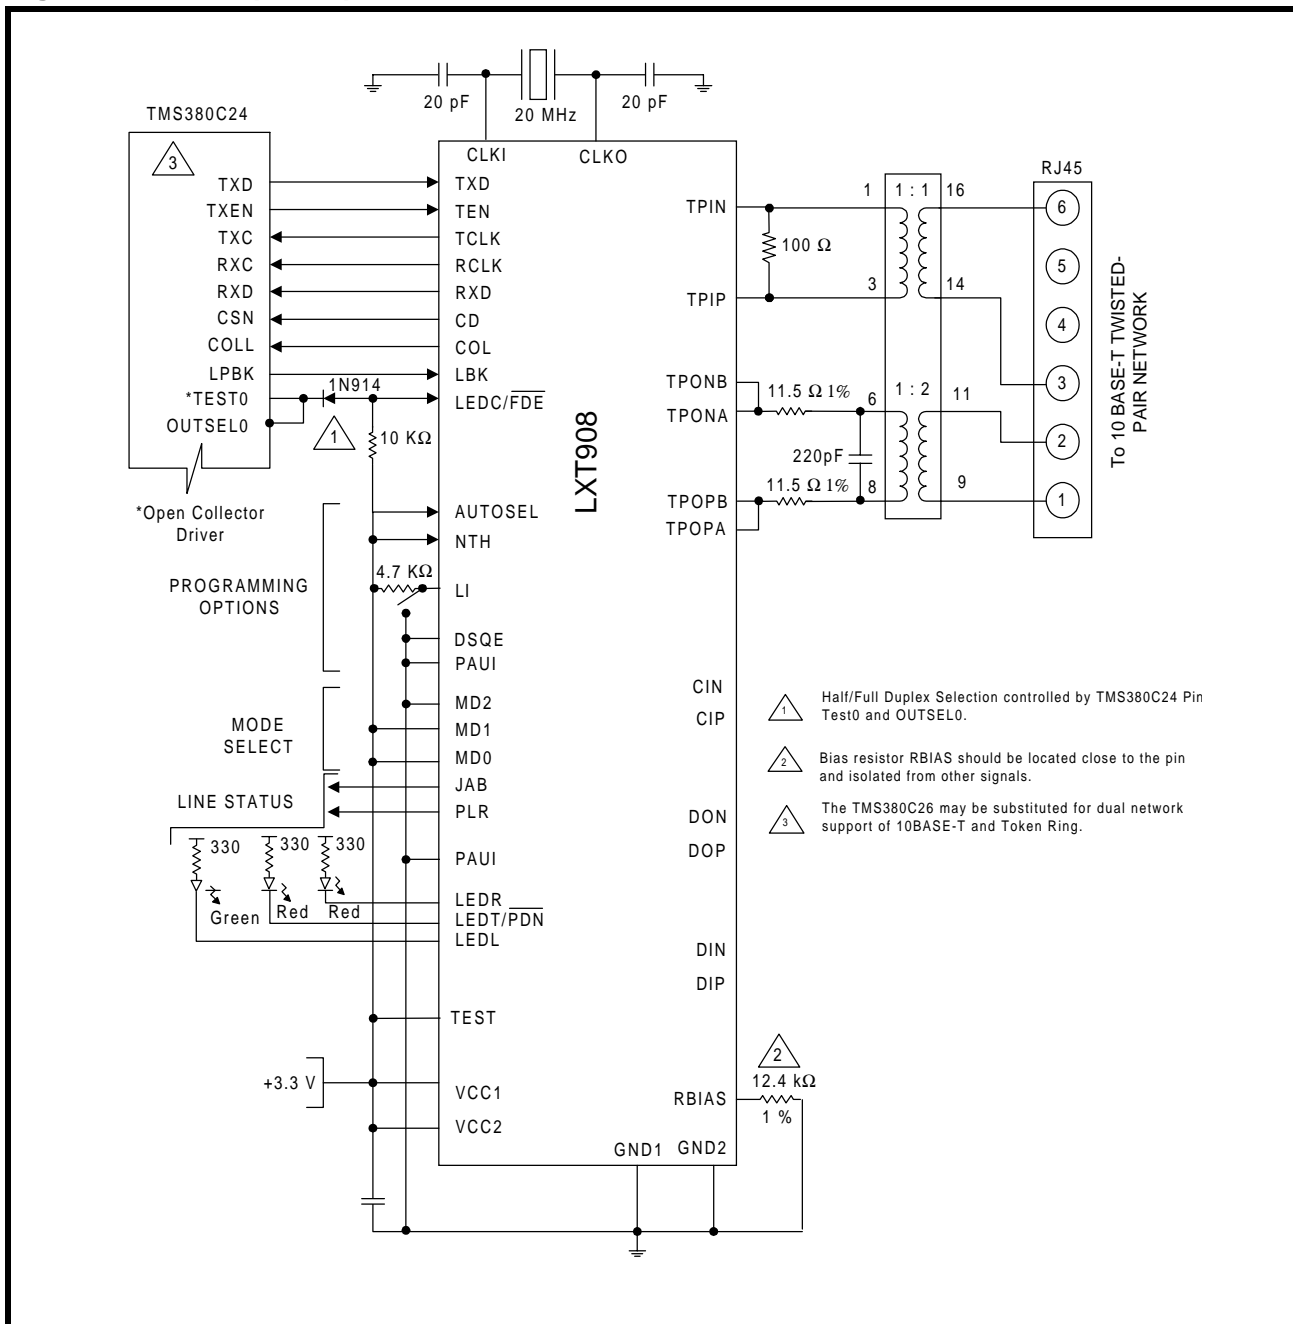 20 pF
20 MHz
20 pF
TMS380C24
3
TXD
TXEN
TXC
RXC
RXD
CSN
COLL
LPBK
*TEST0
OUTSEL0
*Open Collector
Driver
1N914
1
10 KΩ
CLKI
CLKO
TXD
TEN
TCLK
RCLK
RXD
CD
COL
LBK
LEDC/FDE
AUTOSEL
NTH
4.7 KΩ
LI
DSQE
PAUI
MD2
MD1
MD0
JAB
PLR
PAUI
LEDR
LEDT/PDN
LEDL
TEST
VCC1
VCC2
PROGRAMMING
OPTIONS
MODE
SELECT
LINE STATUS
330
330
330
Green
Red
Red
+3.3 V
LXT908
TPIN
TPIP
TPONB
TPONA
TPOPB
TPOPA
CIN
CIP
DON
DOP
DIN
DIP
RBIAS
GND1
GND2
100 Ω
11.5 Ω 1%
220pF
11.5 Ω 1%
1
1 : 1
16
3
14
6
1 : 2
11
8
9
RJ45
6
5
4
3
2
1
To 10 BASE-T TWISTED-
PAIR NETWORK
1
Half/Full Duplex Selection controlled by TMS380C24 Pin
Test0 and OUTSEL0.
2
Bias resistor RBIAS should be located close to the pin
and isolated from other signals.
3
The TMS380C26 may be substituted for dual network
support of 10BASE-T and Token Ring.
2
12.4 kΩ
1 %